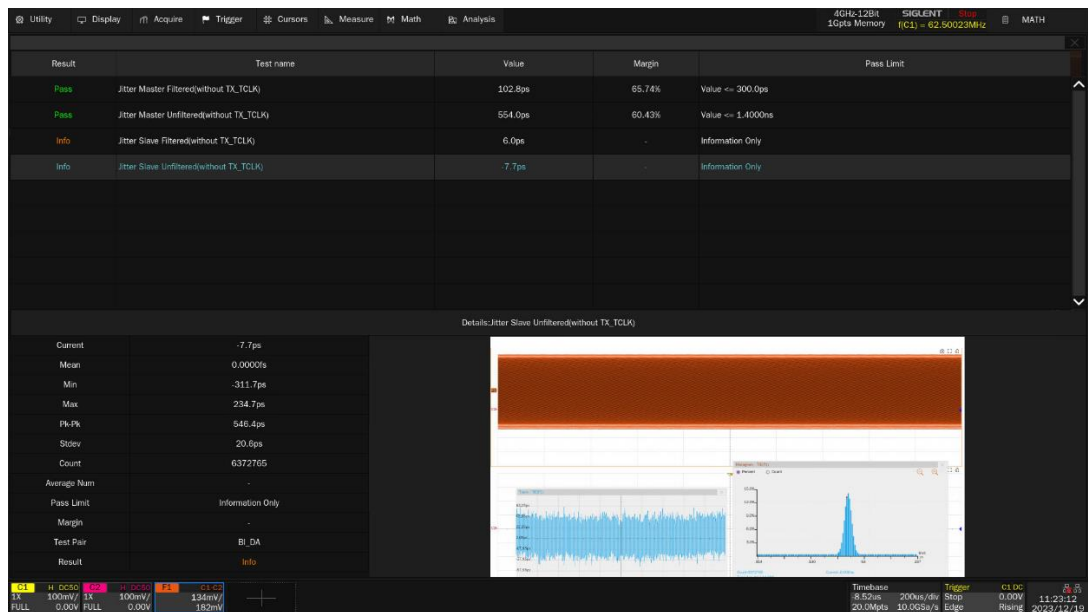 Utility Display Acquire Trigger Cursors Measure Math Analysis 4GHz-12Bit SIGLENT Stop MATH
1Gpts Memory f(C1) = 62.50023MHz
Result Test name Value Margin Pass Limit
Pass Jitter Master Filtered(without TX_TCLK) 102.8ps 65.74% Value <= 300.0ps
Pass Jitter Master Unfiltered(without TX_TCLK) 554.0ps 60.43% Value <= 1.4000ns
Info Jitter Slave Filtered(without TX_TCLK) 6.0ps - Information Only
Info Jitter Slave Unfiltered(without TX_TCLK) -7.7ps - Information Only
Details:Jitter Slave Unfiltered(without TX_TCLK)
Current -7.7ps
Mean 0.0000fs
Min -311.7ps
Max 234.7ps
Pk-Pk 546.4ps
Stdev 20.6ps
Count 6372765
Average Num -
Pass Limit Information Only
Margin -
Test Pair BI_DA
Result Info
C1 H DC50 C2 H DC50 F1 C1-C2 Timebase Trigger C1 DC
1X 100mV/ 1X 100mV/ 134mV/ -8.52us 200us/div Stop 0.00V 11:23:12
FULL 0.00V FULL 0.00V 182mV 20.0Mpts 10.0GSa/s Edge Rising 2023/12/19